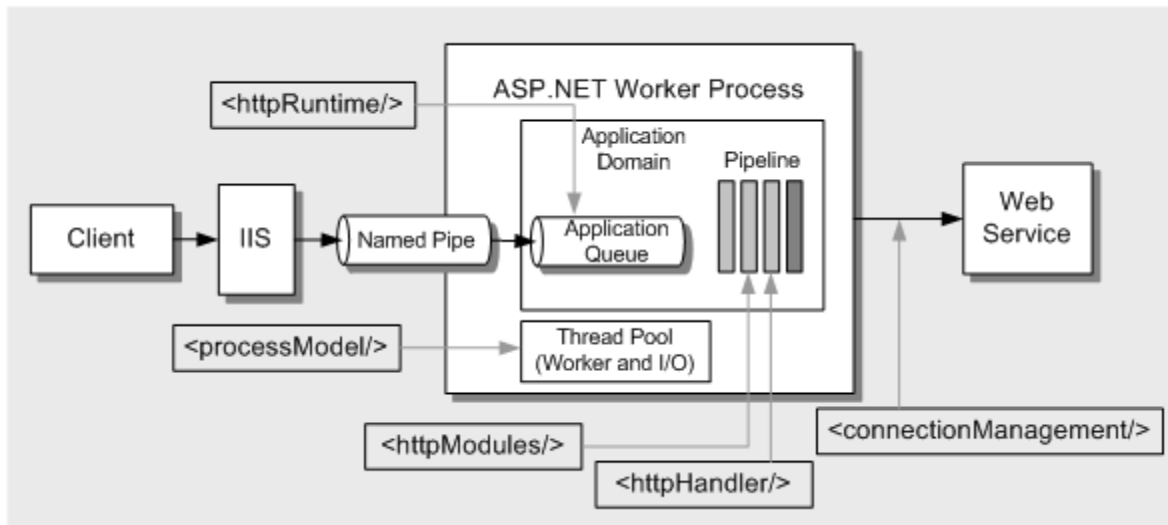 ASP.NET Worker Process
<httpRuntime/>
Application
Domain
Pipeline
Client
IIS
Named Pipe
Application
Queue
Web
Service
<processModel/>
Thread Pool
(Worker and I/O)
<httpModules/>
<connectionManagement/>
<httpHandler/>